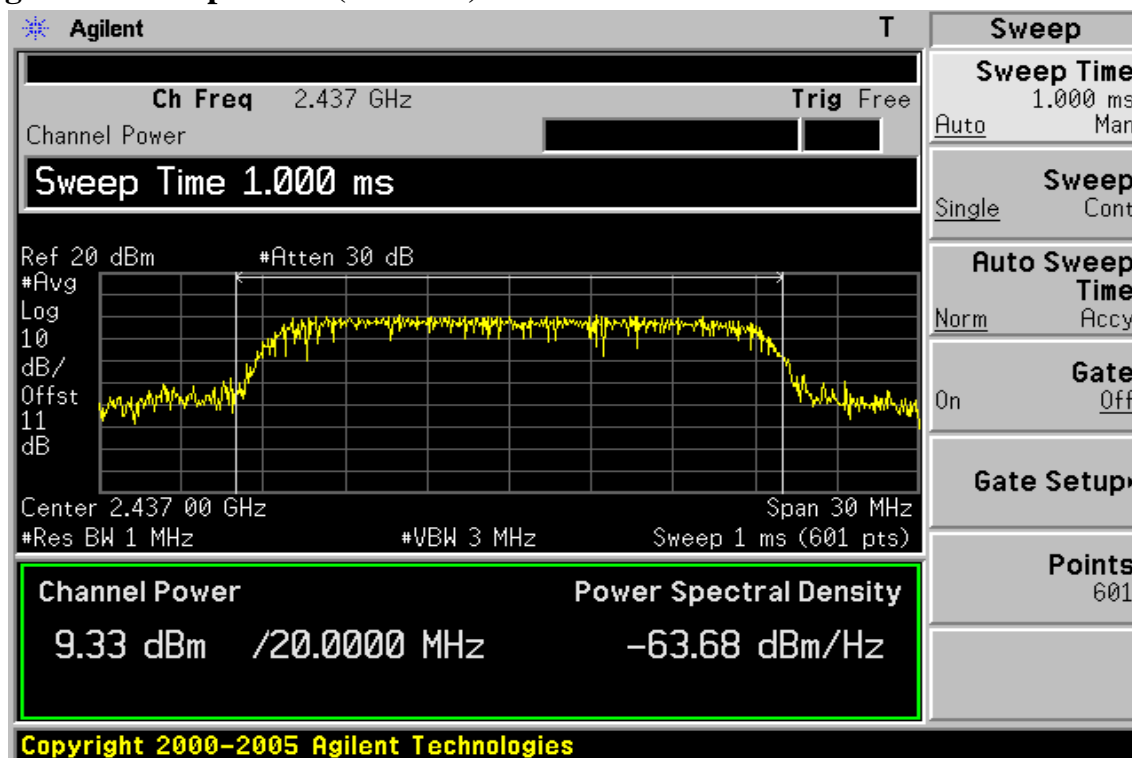 Agilent T
Ch Freq 2.437 GHz Trig Free
Channel Power
Sweep Time 1.000 ms
Ref 20 dBm #Atten 30 dB
#Avg
Log
10
dB/
Offst
11
dB
Center 2.437 00 GHz Span 30 MHz
#Res BW 1 MHz #VBW 3 MHz Sweep 1 ms (601 pts)
Channel Power Power Spectral Density
9.33 dBm /20.0000 MHz -63.68 dBm/Hz
Copyright 2000-2005 Agilent Technologies
Sweep
Sweep Time
1.000 ms
Auto Man
Sweep
Single Cont
Auto Sweep
Time
Norm Accy
Gate
On Off
Gate Setup
Points
601